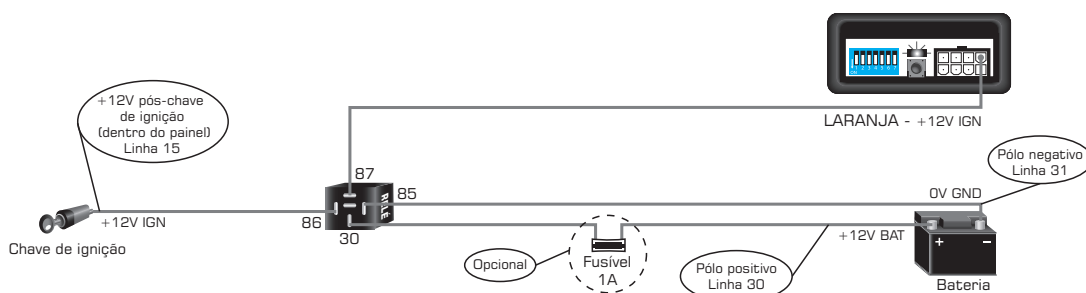 +12V pós-chave
de ignição
(dentro do painel)
Linha 15
LARANJA - +12V IGN
Pólo negativo
Linha 31
87
RELÉ
85
0V GND
86
+12V IGN
30
Chave de ignição
+12V BAT
+
-
Opcional
Fusível
1A
Pólo positivo
Linha 30
Bateria